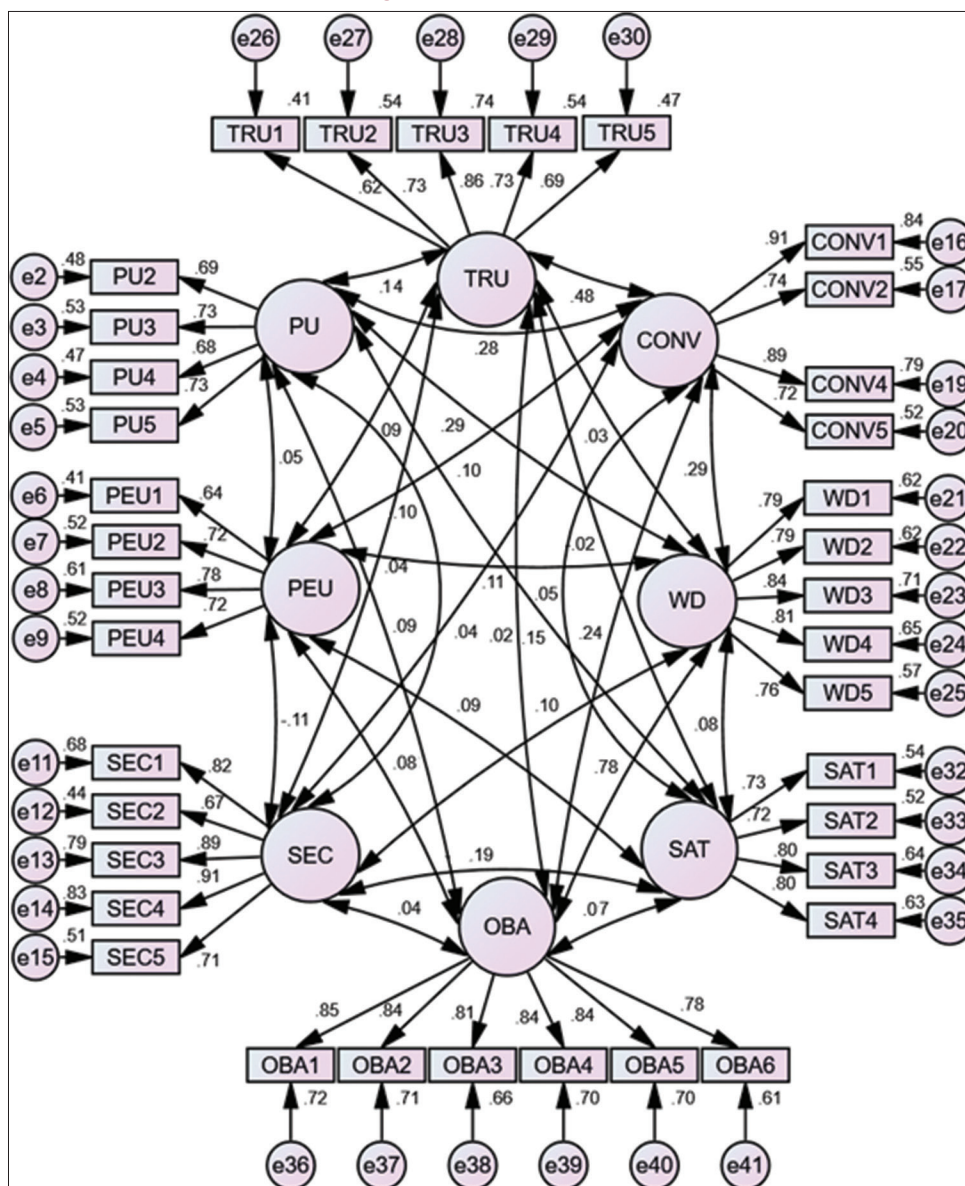 e26 e27 e28 e29 e30
.41 .54 .74 .54 .47
TRU1 TRU2 TRU3 TRU4 TRU5
.62 .73 .86 .73 .69
TRU
CONV1 .84 e16
.91
e2 .48 PU2 .69
.14 .48
.74 CONV2 .55 e17
e3 .53 PU3 .73
PU
CONV
.28
e4 .47 PU4 .68
.89 CONV4 .79 e19
e5 .53 PU5 .73
.72 CONV5 .52 e20
.09 .29 .03
.05 .10 .29
e6 .41 PEU1 .64
.79 WD1 .62 e21
.10
e7 .52 PEU2 .72
.79 WD2 .62 e22
-.02
e8 .61 PEU3 .78
PEU
.04 .11 .05
WD
.84 WD3 .71 e23
e9 .52 PEU4 .72
.81 WD4 .65 e24
.09 .04 .02 .15 .24
.76 WD5 .57 e25
.09 .10
-.11 .08 .78 .08
e11 .68 SEC1 .82
.73 SAT1 .54 e32
e12 .44 SEC2 .67
.72 SAT2 .52 e33
e13 .79 SEC3 .89
SEC
.19
SAT
.80 SAT3 .64 e34
e14 .83 SEC4 .91
.80 SAT4 .63 e35
.04 .07
OBA
e15 .51 SEC5 .71
.85 .84 .81 .84 .84 .78
OBA1 OBA2 OBA3 OBA4 OBA5 OBA6
.72 .71 .66 .70 .70 .61
e36 e37 e38 e39 e40 e41